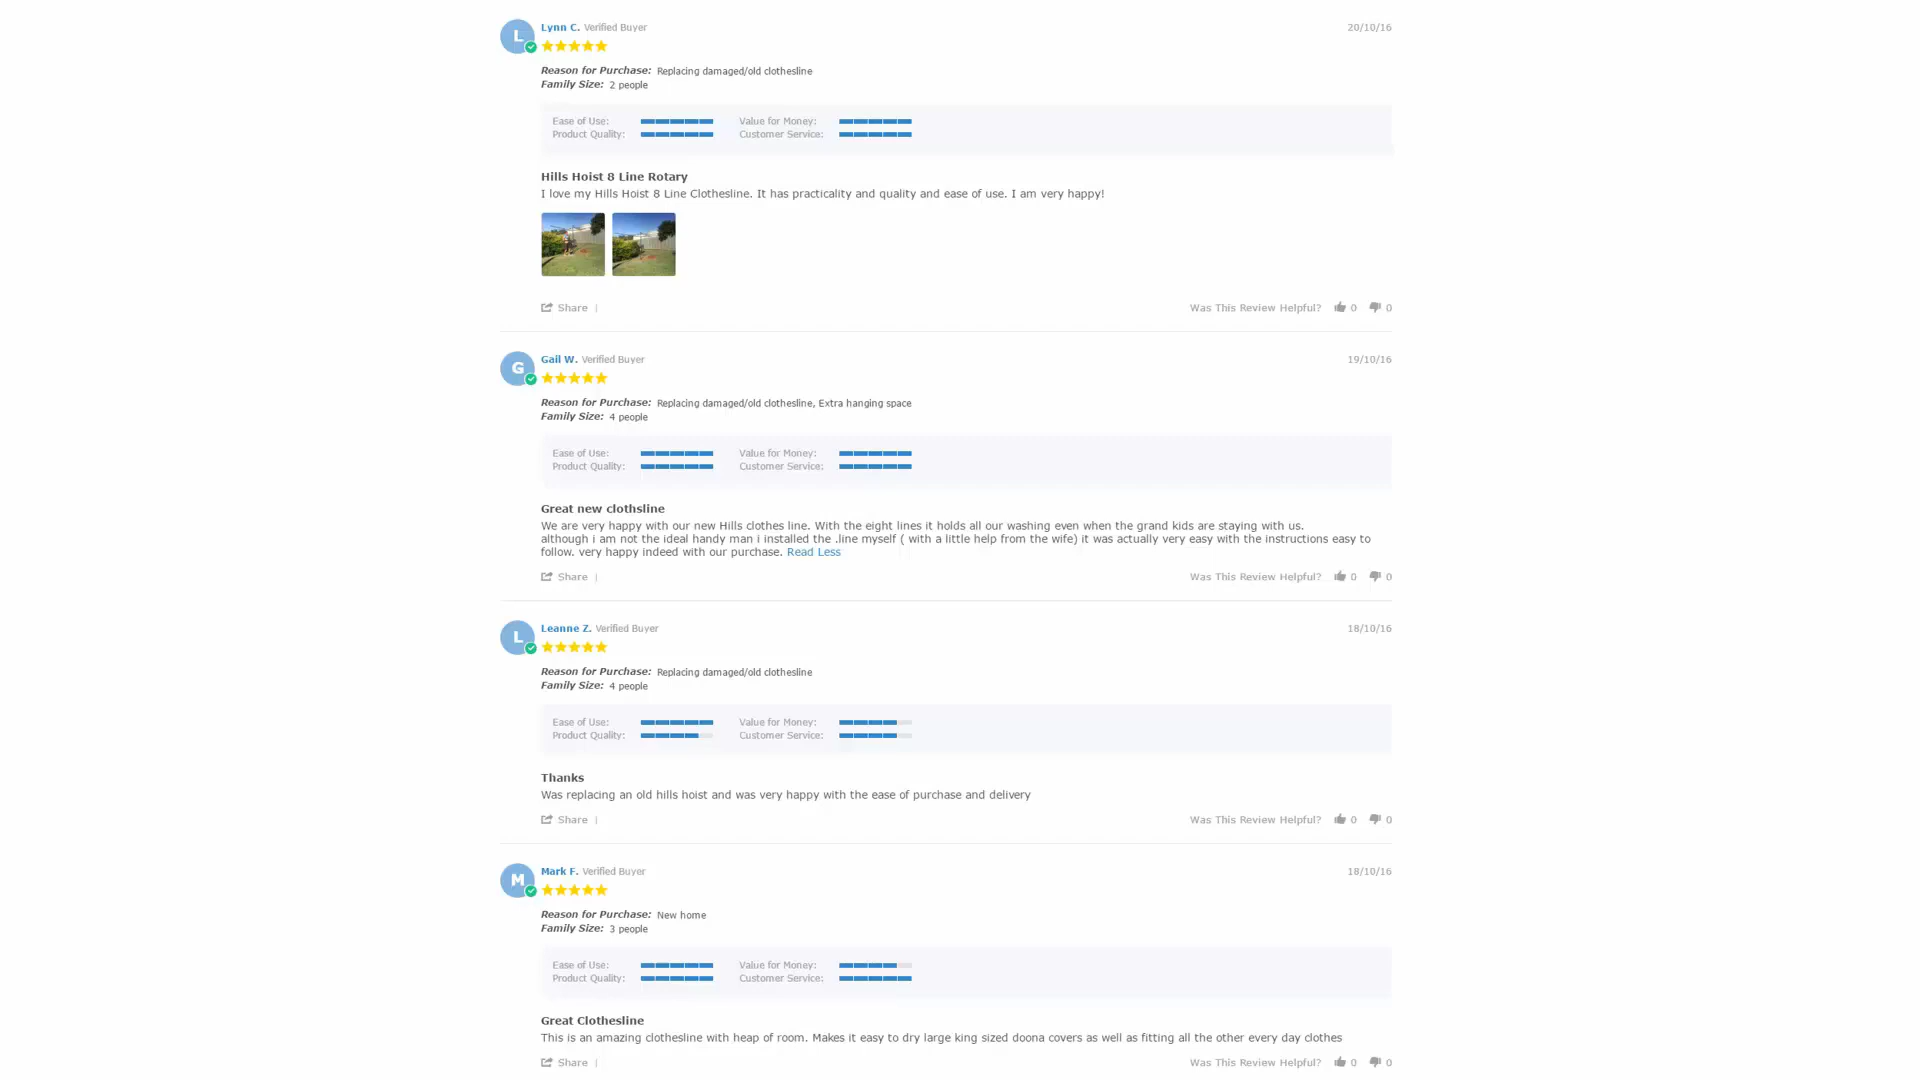 L
Lynn C. Verified Buyer
20/10/16
Reason for Purchase: Replacing damaged/old clothesline
Family Size: 2 people
Ease of Use:
Value for Money:
Product Quality:
Customer Service:
Hills Hoist 8 Line Rotary
I love my Hills Hoist 8 Line Clothesline. It has practicality and quality and ease of use. I am very happy!
Share |
Was This Review Helpful? 0 0
G
Gail W. Verified Buyer
19/10/16
Reason for Purchase: Replacing damaged/old clothesline, Extra hanging space
Family Size: 4 people
Ease of Use:
Value for Money:
Product Quality:
Customer Service:
Great new clothsline
We are very happy with our new Hills clothes line. With the eight lines it holds all our washing even when the grand kids are staying with us.
although i am not the ideal handy man i installed the .line myself ( with a little help from the wife) it was actually very easy with the instructions easy to
follow. very happy indeed with our purchase. Read Less
Share |
Was This Review Helpful? 0 0
L
Leanne Z. Verified Buyer
18/10/16
Reason for Purchase: Replacing damaged/old clothesline
Family Size: 4 people
Ease of Use:
Value for Money:
Product Quality:
Customer Service:
Thanks
Was replacing an old hills hoist and was very happy with the ease of purchase and delivery
Share |
Was This Review Helpful? 0 0
M
Mark F. Verified Buyer
18/10/16
Reason for Purchase: New home
Family Size: 3 people
Ease of Use:
Value for Money:
Product Quality:
Customer Service:
Great Clothesline
This is an amazing clothesline with heap of room. Makes it easy to dry large king sized doona covers as well as fitting all the other every day clothes
Share |
Was This Review Helpful? 0 0